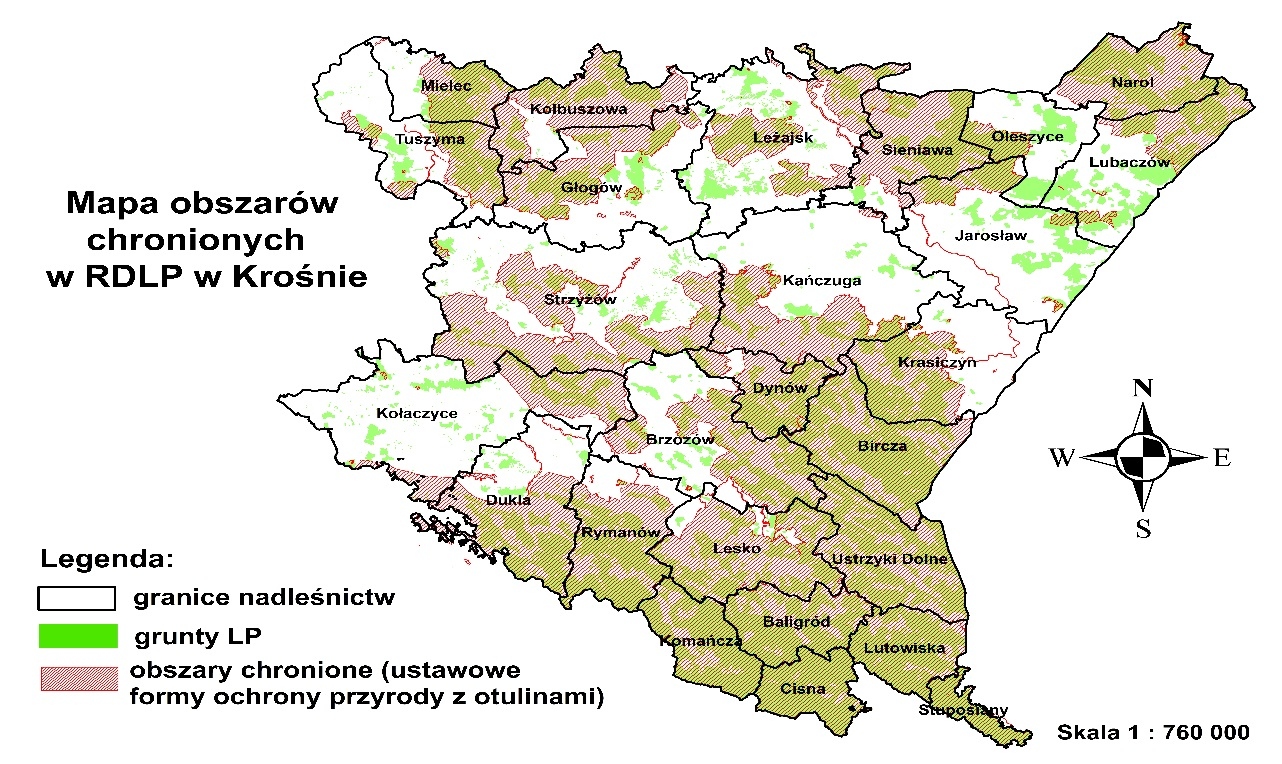 Mapa obszarów
chronionych
w RDLP w Krośnie
Mielec
Kolbuszowa
Narol
Tuszyma
Leżajsk
Sieniawa
Oleszyce
Lubaczów
Głogów
Jarosław
Strzyżów
Kańczuga
Krasiczyn
Dynów
Kołaczyce
Brzozów
Bircza
Dukla
Rymanów
Lesko
Ustrzyki Dolne
Baligród
Komańcza
Lutowiska
Cisna
Stuposiany
N
W
E
S
Legenda:
granice nadleśnictw
grunty LP
obszary chronione (ustawowe
formy ochrony przyrody z otulinami)
Skala 1 : 760 000